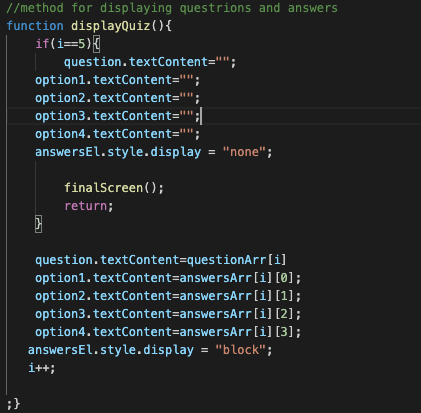 //method for displaying questrions and answers
function displayQuiz(){
if(i==5){
question.textContent="";
option1.textContent="";
option2.textContent="";
option3.textContent="";
option4.textContent="";
answersEl.style.display = "none";
finalScreen();
return;
}
question.textContent=questionArr[i]
option1.textContent=answersArr[i][0];
option2.textContent=answersArr[i][1];
option3.textContent=answersArr[i][2];
option4.textContent=answersArr[i][3];
answersEl.style.display = "block";
i++;
;}